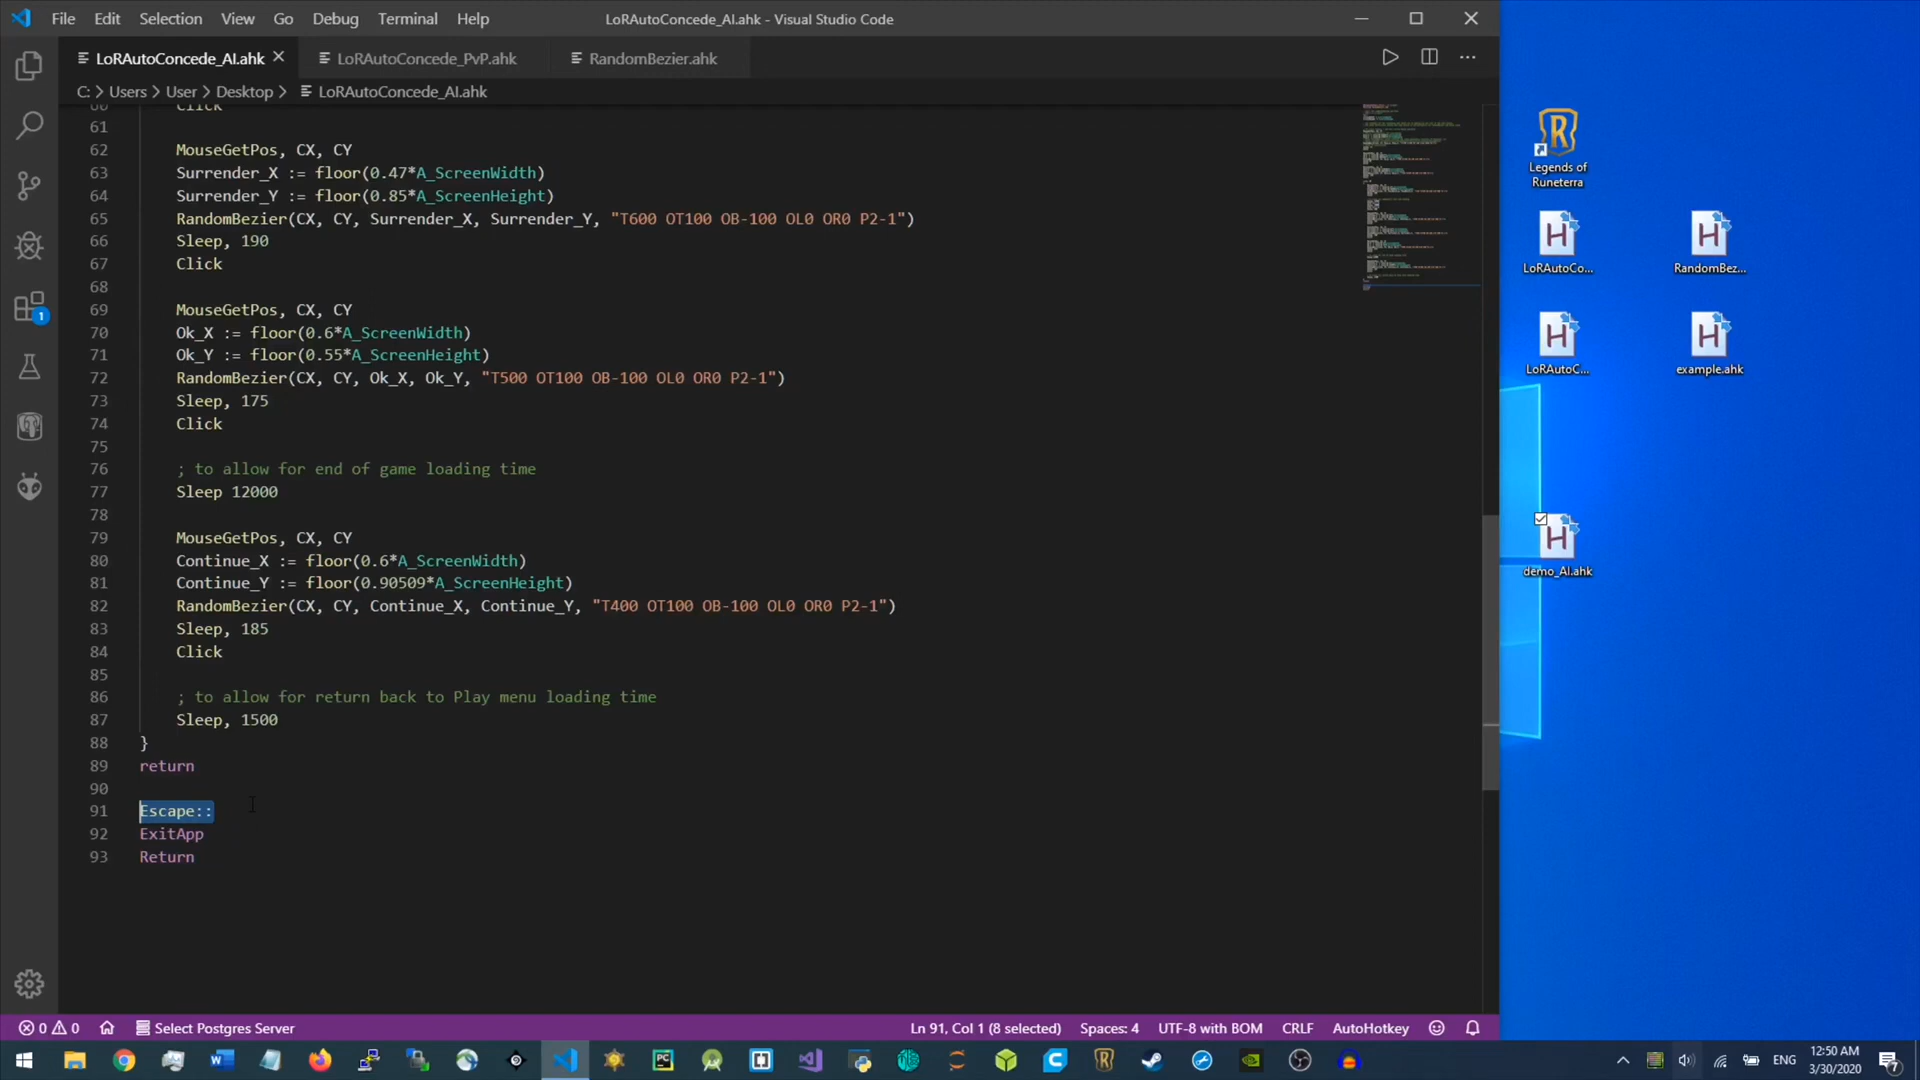 File Edit Selection View Go Debug Terminal Help
LoRAutoConcede_AI.ahk - Visual Studio Code
LoRAutoConcede_AI.ahk
LoRAutoConcede_PvP.ahk
RandomBezier.ahk
C: > Users > User > Desktop > LoRAutoConcede_AI.ahk
60 Click
61
62 MouseGetPos, CX, CY
63 Surrender_X := floor(0.47*A_ScreenWidth)
64 Surrender_Y := floor(0.85*A_ScreenHeight)
65 RandomBezier(CX, CY, Surrender_X, Surrender_Y, "T600 OT100 OB-100 OL0 OR0 P2-1")
66 Sleep, 190
67 Click
68
69 MouseGetPos, CX, CY
70 Ok_X := floor(0.6*A_ScreenWidth)
71 Ok_Y := floor(0.55*A_ScreenHeight)
72 RandomBezier(CX, CY, Ok_X, Ok_Y, "T500 OT100 OB-100 OL0 OR0 P2-1")
73 Sleep, 175
74 Click
75
76 ; to allow for end of game loading time
77 Sleep 12000
78
79 MouseGetPos, CX, CY
80 Continue_X := floor(0.6*A_ScreenWidth)
81 Continue_Y := floor(0.90509*A_ScreenHeight)
82 RandomBezier(CX, CY, Continue_X, Continue_Y, "T400 OT100 OB-100 OL0 OR0 P2-1")
83 Sleep, 185
84 Click
85
86 ; to allow for return back to Play menu loading time
87 Sleep, 1500
88 }
89 return
90
91 Escape::
92 ExitApp
93 Return
1
Legends of
Runeterra
LoRAutoCo...
RandomBez...
LoRAutoC...
example.ahk
demo_AI.ahk
0 0 Select Postgres Server
Ln 91, Col 1 (8 selected) Spaces: 4 UTF-8 with BOM CRLF AutoHotkey
ENG
12:50 AM
3/30/2020
7